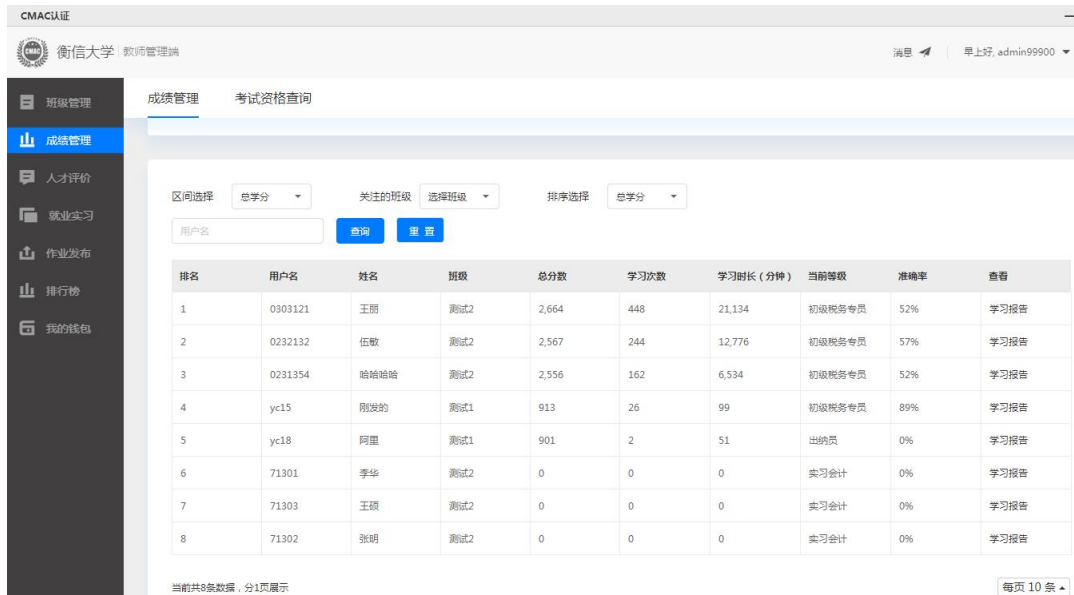 CMAC认证
CMAC 衡信大学 教师管理端 消息 早上好, admin99900
班级管理
成绩管理
人才评价
就业实习
作业发布
排行榜
我的钱包
成绩管理 考试资格查询
区间选择 总学分 关注的班级 选择班级 排序选择 总学分
用户名 查询 重 置
排名 用户名 姓名 班级 总分数 学习次数 学习时长（分钟） 当前等级 准确率 查看
1 0303121 王丽 测试2 2,664 448 21,134 初级税务专员 52% 学习报告
2 0232132 伍敏 测试2 2,567 244 12,776 初级税务专员 57% 学习报告
3 0231354 哈哈哈哈 测试2 2,556 162 6,534 初级税务专员 52% 学习报告
4 yc15 刚发的 测试1 913 26 99 初级税务专员 89% 学习报告
5 yc18 阿里 测试1 901 2 51 出纳员 0% 学习报告
6 71301 李华 测试2 0 0 0 实习会计 0% 学习报告
7 71303 王硕 测试2 0 0 0 实习会计 0% 学习报告
8 71302 张明 测试2 0 0 0 实习会计 0% 学习报告
当前共8条数据，分1页展示 每页 10 条